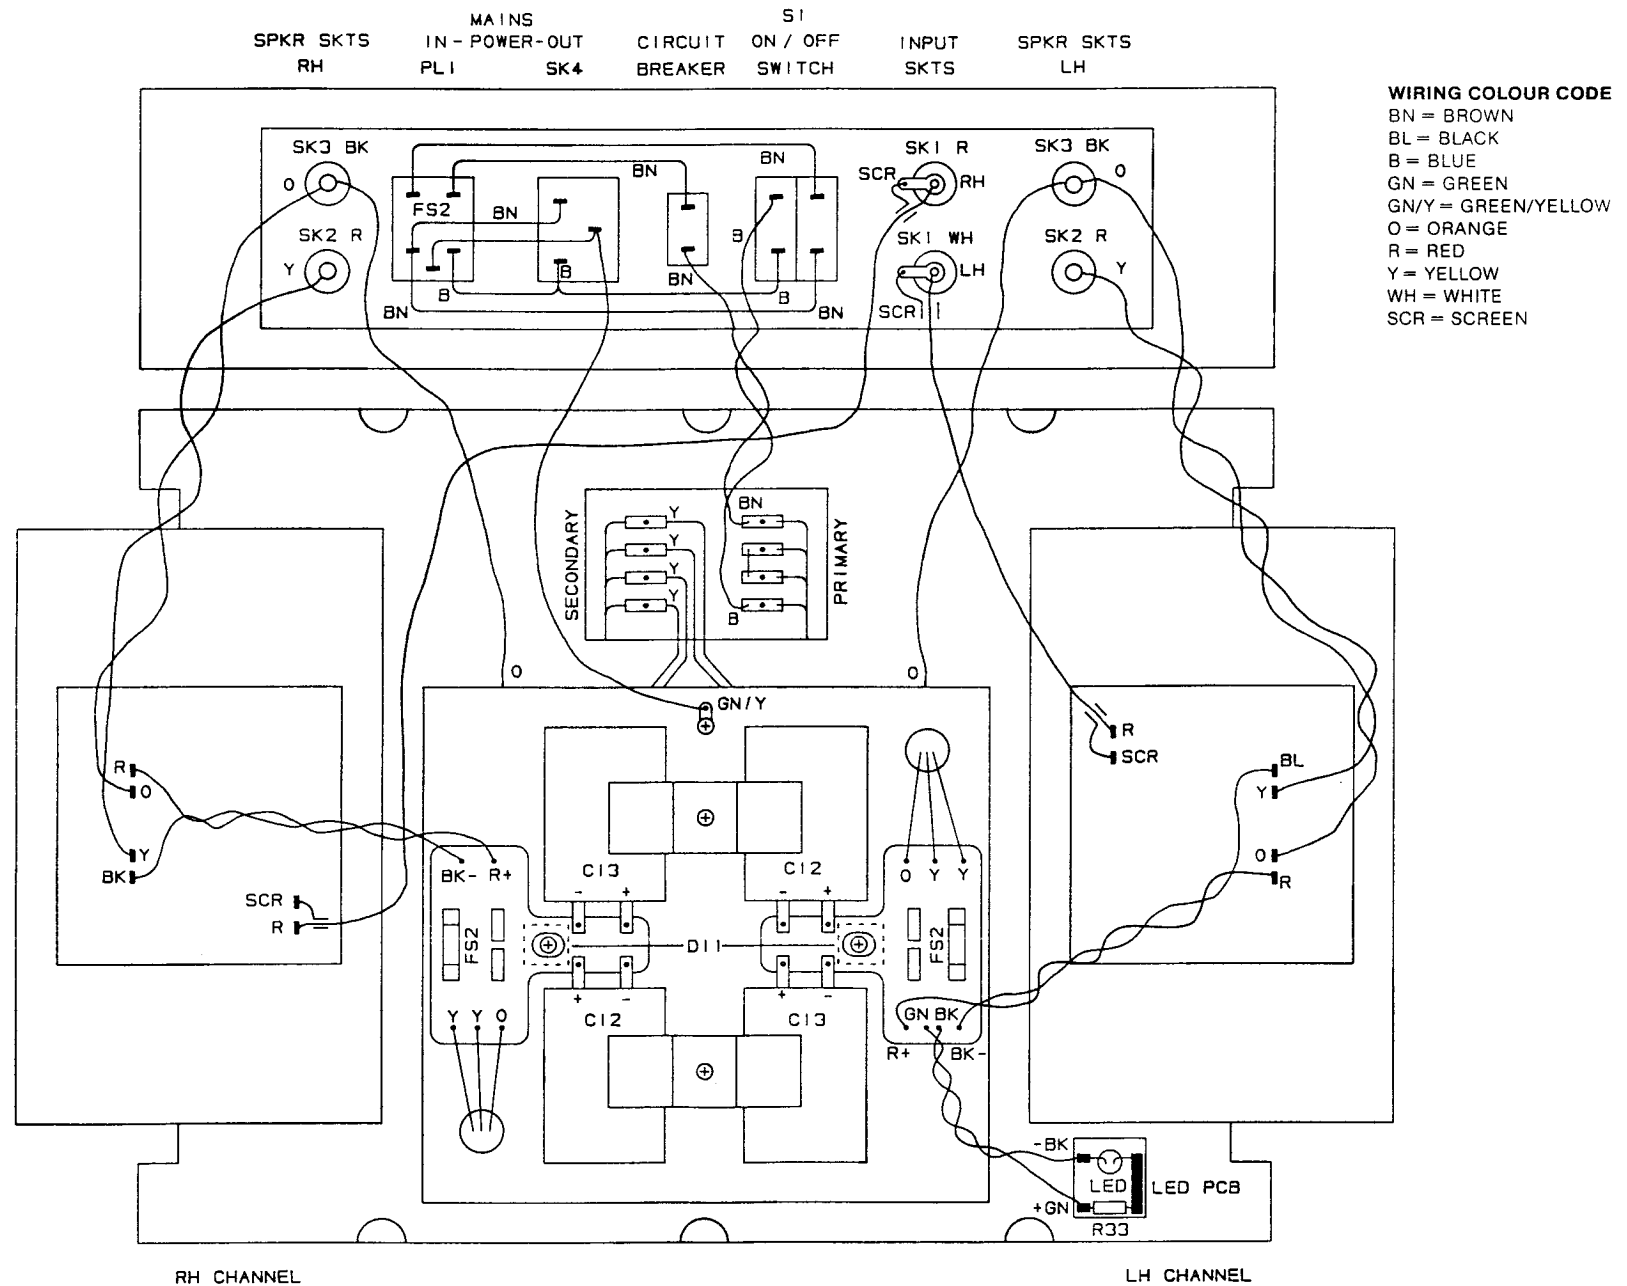 SPKR SKTS
RH
MAINS
IN-POWER-OUT
PL1
SK4
CIRCUIT
BREAKER
S1
ON / OFF
SWITCH
INPUT
SKTS
SPKR SKTS
LH
WIRING COLOUR CODE
BN = BROWN
BL = BLACK
B = BLUE
GN = GREEN
GN/Y = GREEN/YELLOW
O = ORANGE
R = RED
Y = YELLOW
WH = WHITE
SCR = SCREEN
SK3 BK
O
SK2 R
Y
FS2
BN
BN
BN
B
B
BN
B
BN
B
BN
SK1 R
SCR
RH
SK1 WH
LH
SCR
SK3 BK
O
SK2 R
Y
SECONDARY
Y
Y
Y
Y
BN
B
PRIMARY
O
O
GN/Y
R
O
Y
BK
SCR
R
R
SCR
BL
Y
O
R
BK- R+
FS2
Y Y O
C13
- +
C12
- +
D11
+ -
C12
+ -
C13
O Y Y
FS2
GN BK
R+
BK-
-BK
LED
+GN
R33
LED PCB
RH CHANNEL
LH CHANNEL